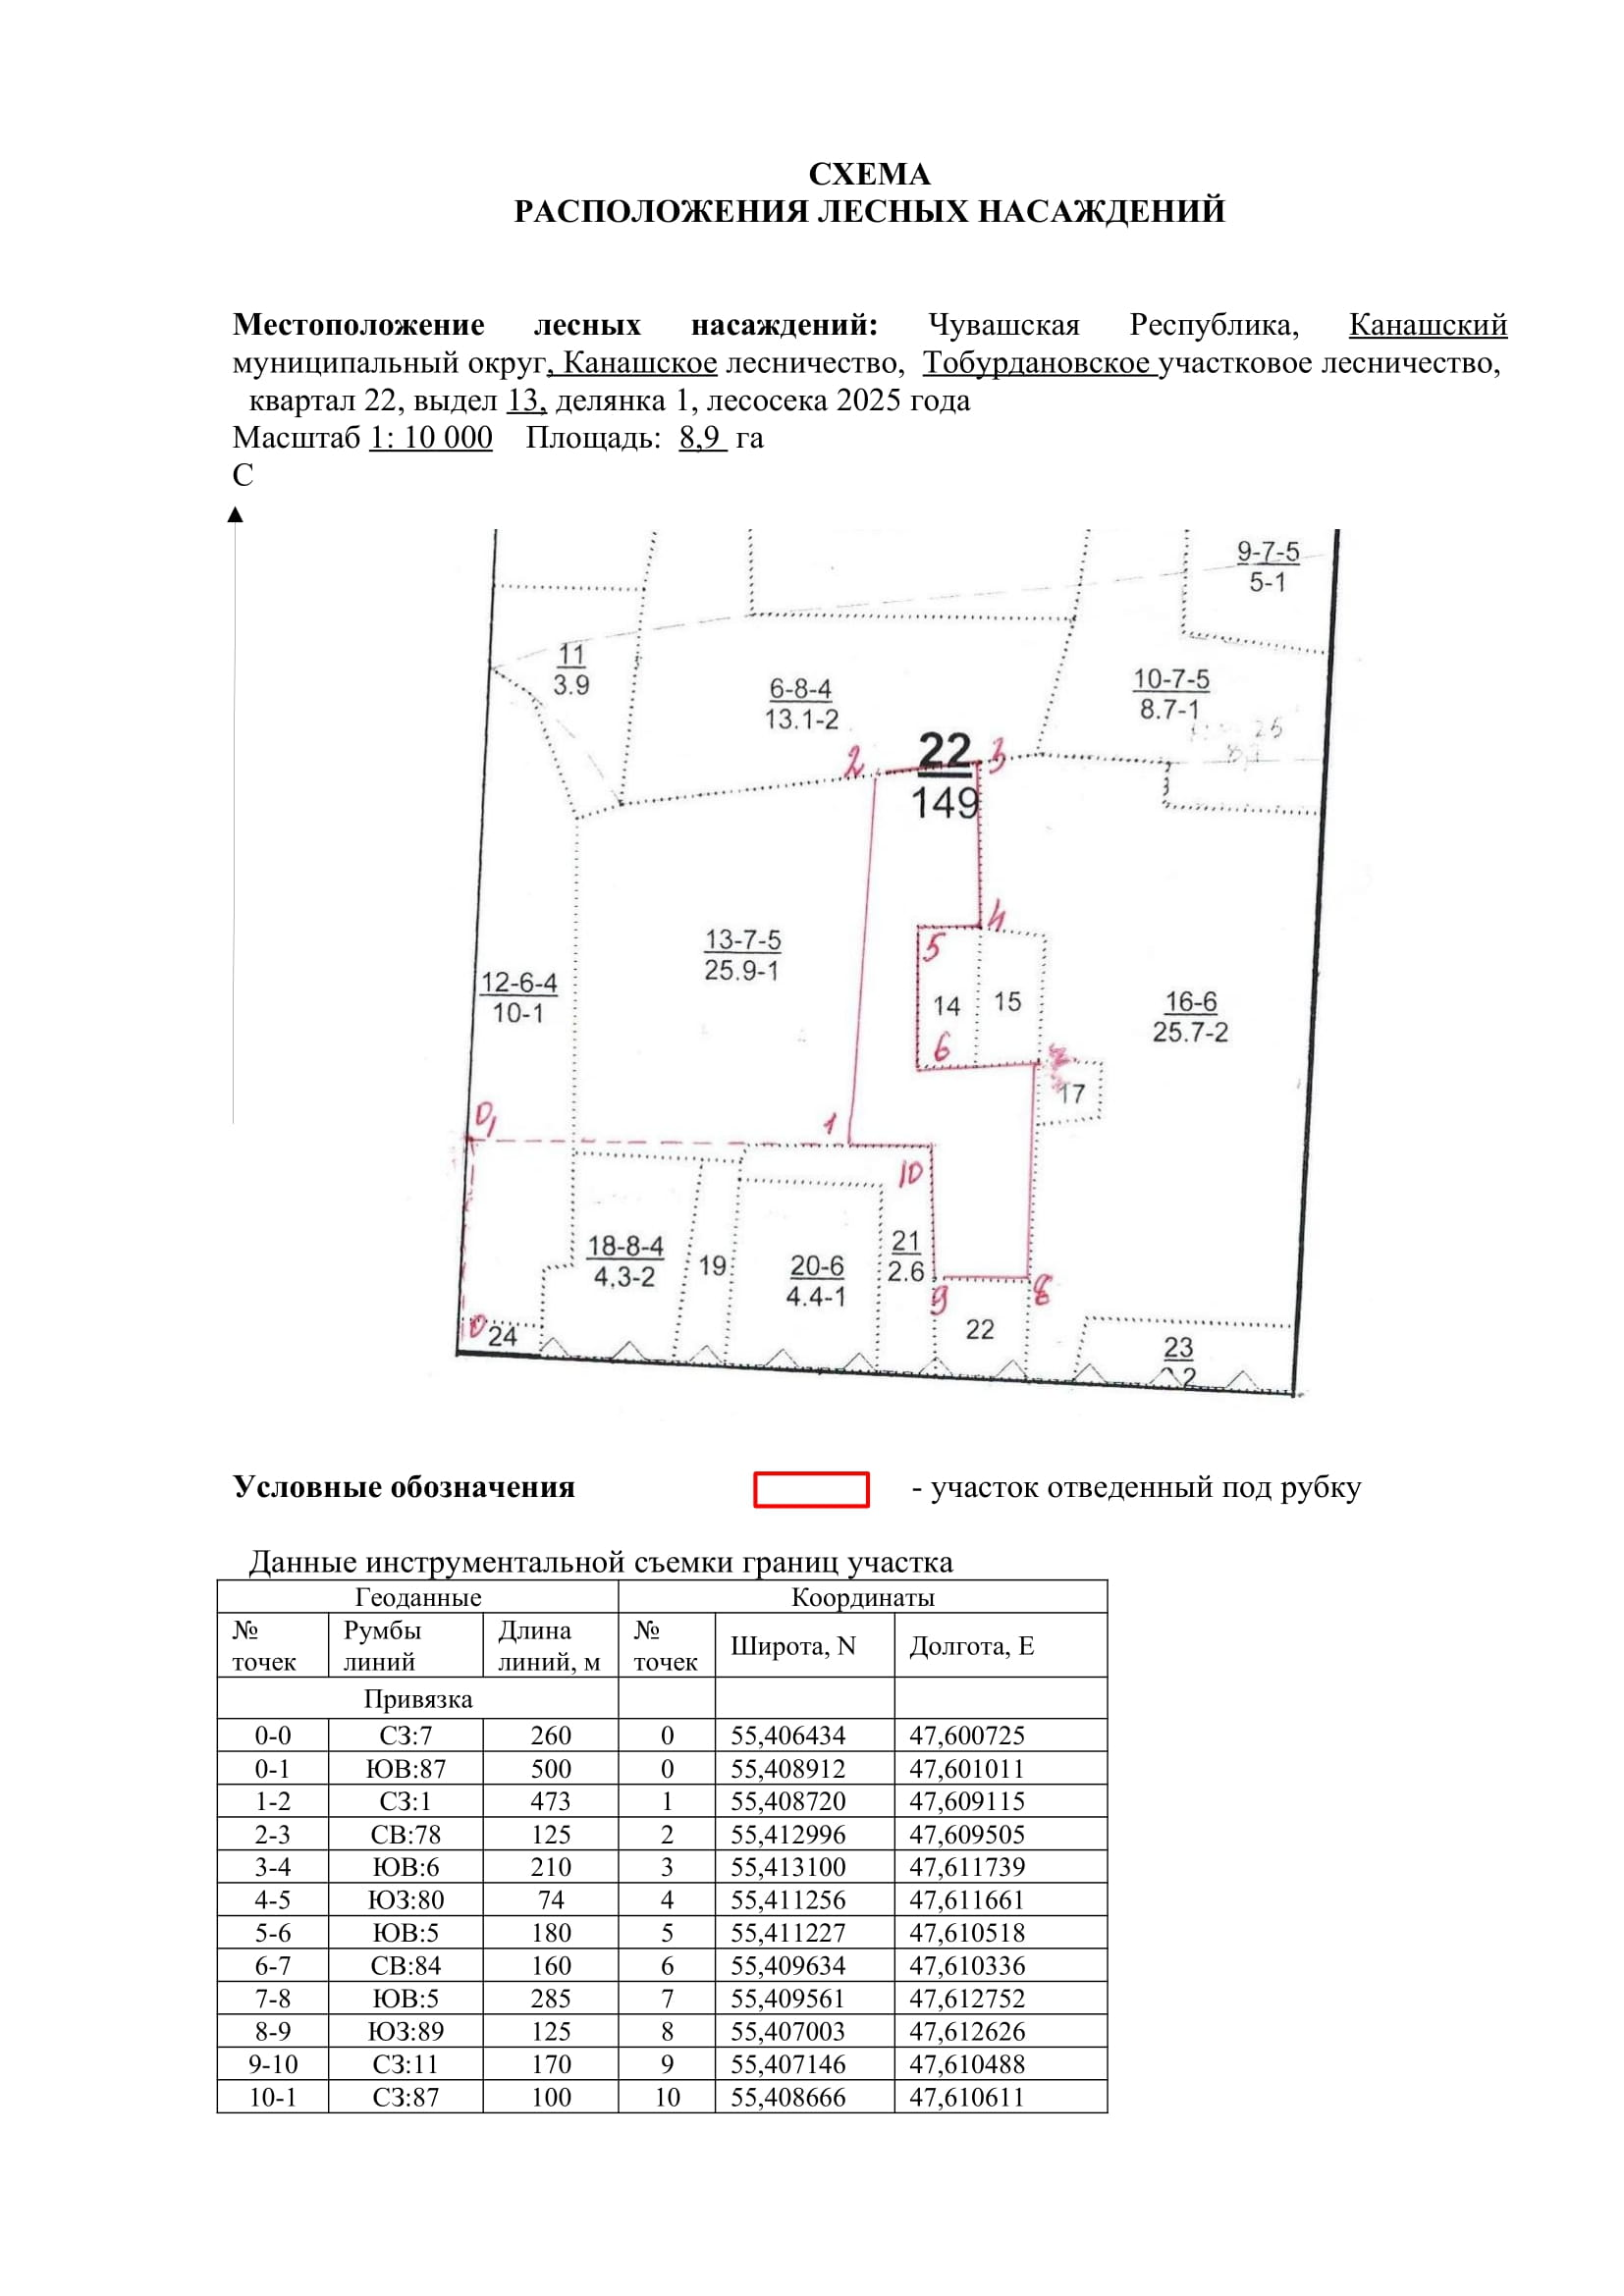 СХЕМА
РАСПОЛОЖЕНИЯ ЛЕСНЫХ НАСАЖДЕНИЙ
Местоположение лесных насаждений: Чувашская Республика, Канашский
муниципальный округ, Канашское лесничество, Тобурдановское участковое лесничество,
квартал 22, выдел 13, делянка 1, лесосека 2025 года
Масштаб 1: 10 000 Площадь: 8,9 га
С
9-7-5
5-1
11
3.9
6-8-4
13.1-2
10-7-5
8.7-1
2
22
149
3
4
5
13-7-5
25.9-1
12-6-4
10-1
14
15
16-6
25.7-2
6
17
0,
1
10
18-8-4
4,3-2
19
20-6
4.4-1
21
2.6
9
8
0
24
22
23
Условные обозначения - участок отведенный под рубку
Данные инструментальной съемки границ участка
Геоданные Координаты
№ точек Румбы линий Длина линий, м № точек Широта, N Долгота, E
Привязка
0-0 СЗ:7 260 0 55,406434 47,600725
0-1 ЮВ:87 500 0 55,408912 47,601011
1-2 СЗ:1 473 1 55,408720 47,609115
2-3 СВ:78 125 2 55,412996 47,609505
3-4 ЮВ:6 210 3 55,413100 47,611739
4-5 ЮЗ:80 74 4 55,411256 47,611661
5-6 ЮВ:5 180 5 55,411227 47,610518
6-7 СВ:84 160 6 55,409634 47,610336
7-8 ЮВ:5 285 7 55,409561 47,612752
8-9 ЮЗ:89 125 8 55,407003 47,612626
9-10 СЗ:11 170 9 55,407146 47,610488
10-1 СЗ:87 100 10 55,408666 47,610611